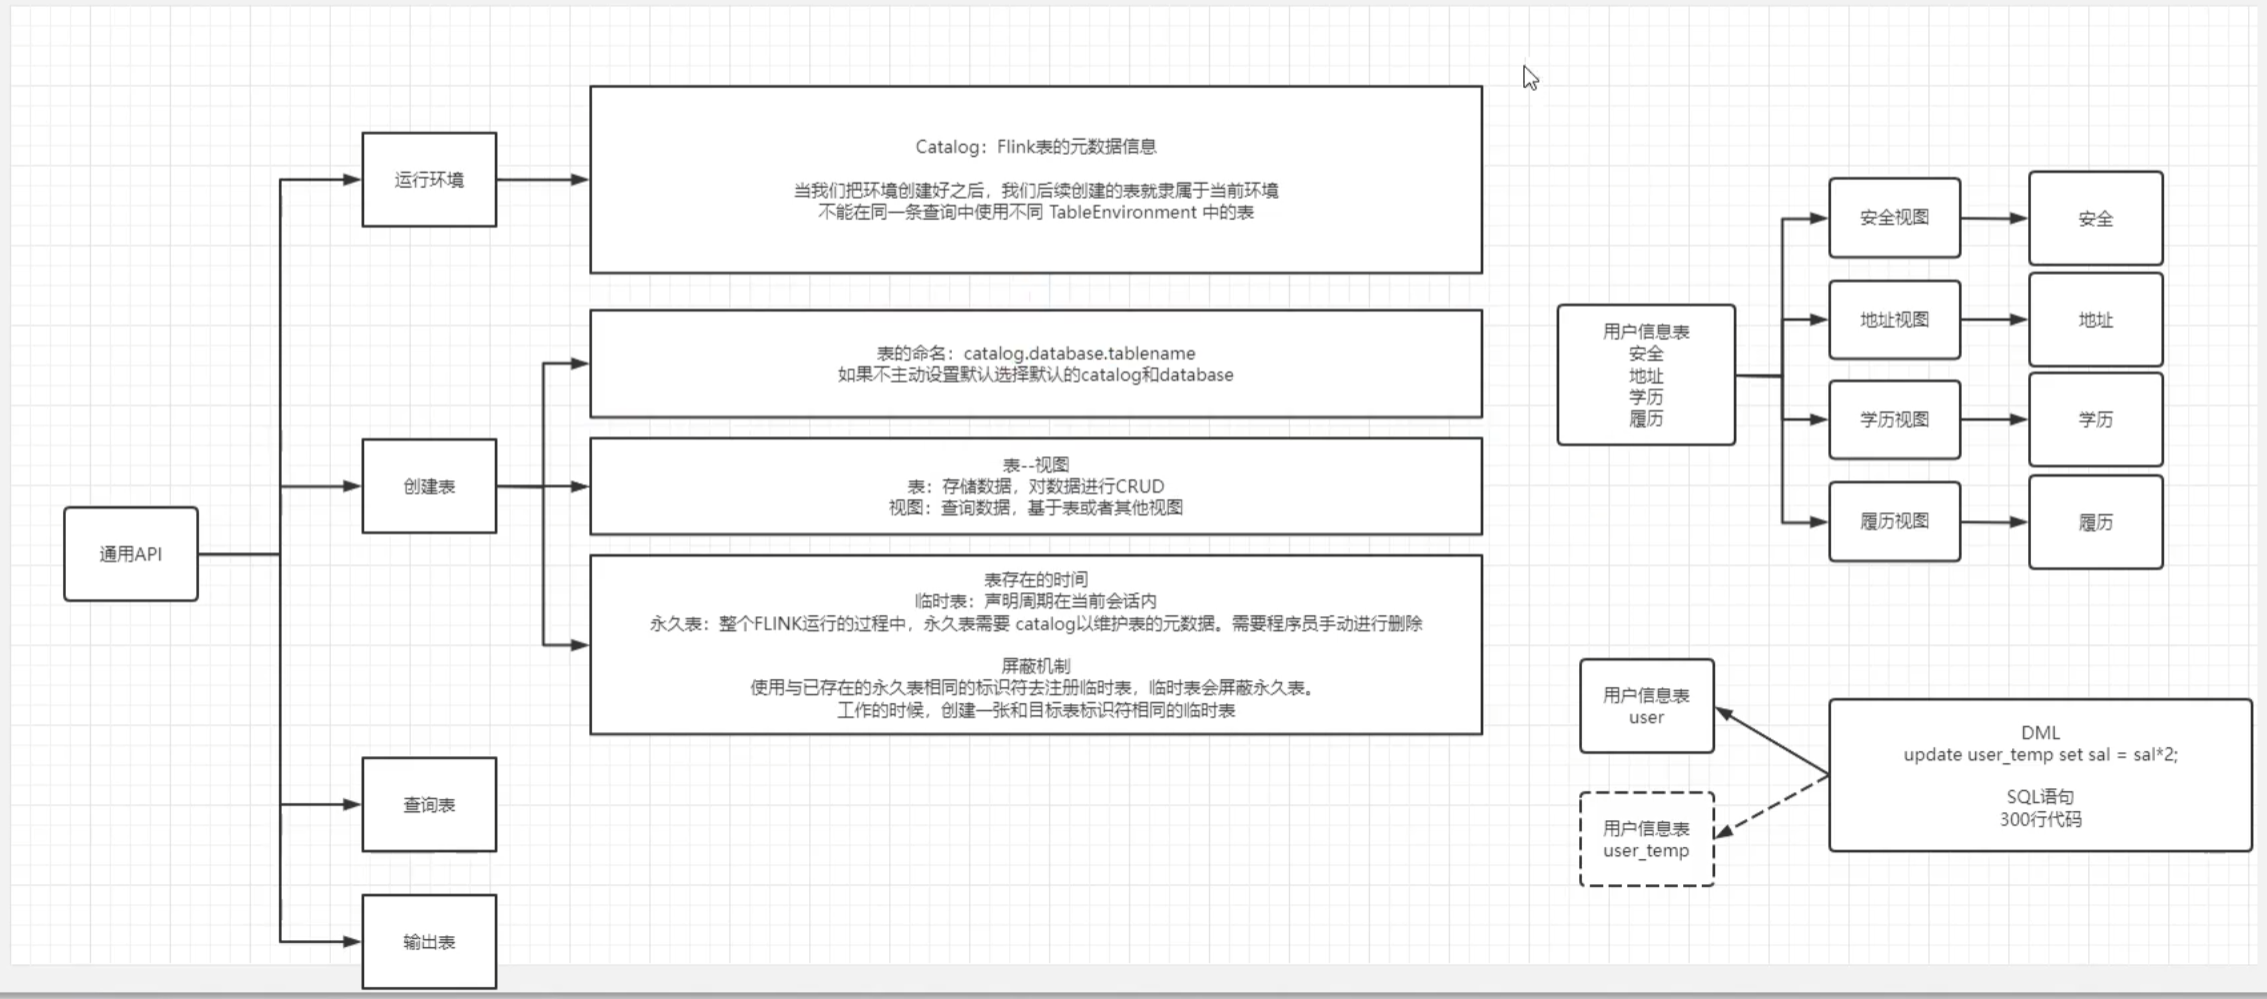 通用API
运行环境
Catalog：Flink表的元数据信息
当我们把环境创建好之后，我们后续创建的表就隶属于当前环境
不能在同一条查询中使用不同 TableEnvironment 中的表
创建表
表的命名：catalog.database.tablename
如果不主动设置默认选择默认的catalog和database
表--视图
表：存储数据，对数据进行CRUD
视图：查询数据，基于表或者其他视图
表存在的时间
临时表：声明周期在当前会话内
永久表：整个FLINK运行的过程中，永久表需要 catalog以维护表的元数据。需要程序员手动进行删除
屏蔽机制
使用与已存在的永久表相同的标识符去注册临时表，临时表会屏蔽永久表。
工作的时候，创建一张和目标表标识符相同的临时表
查询表
输出表
用户信息表
安全
地址
学历
履历
安全视图
安全
地址视图
地址
学历视图
学历
履历视图
履历
用户信息表
user
用户信息表
user_temp
DML
update user_temp set sal = sal*2;
SQL语句
300行代码